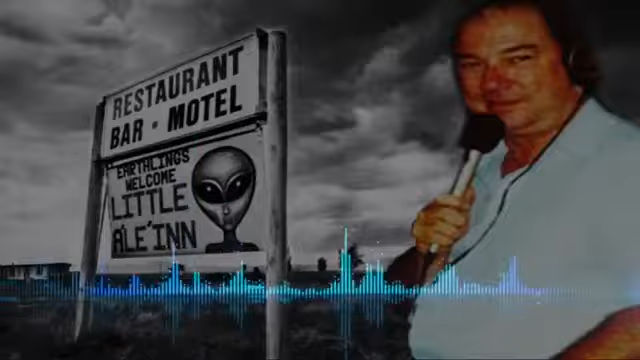 RESTAURANT
BAR · MOTEL
EARTHLINGS
WELCOME
LITTLE
A'LE'INN